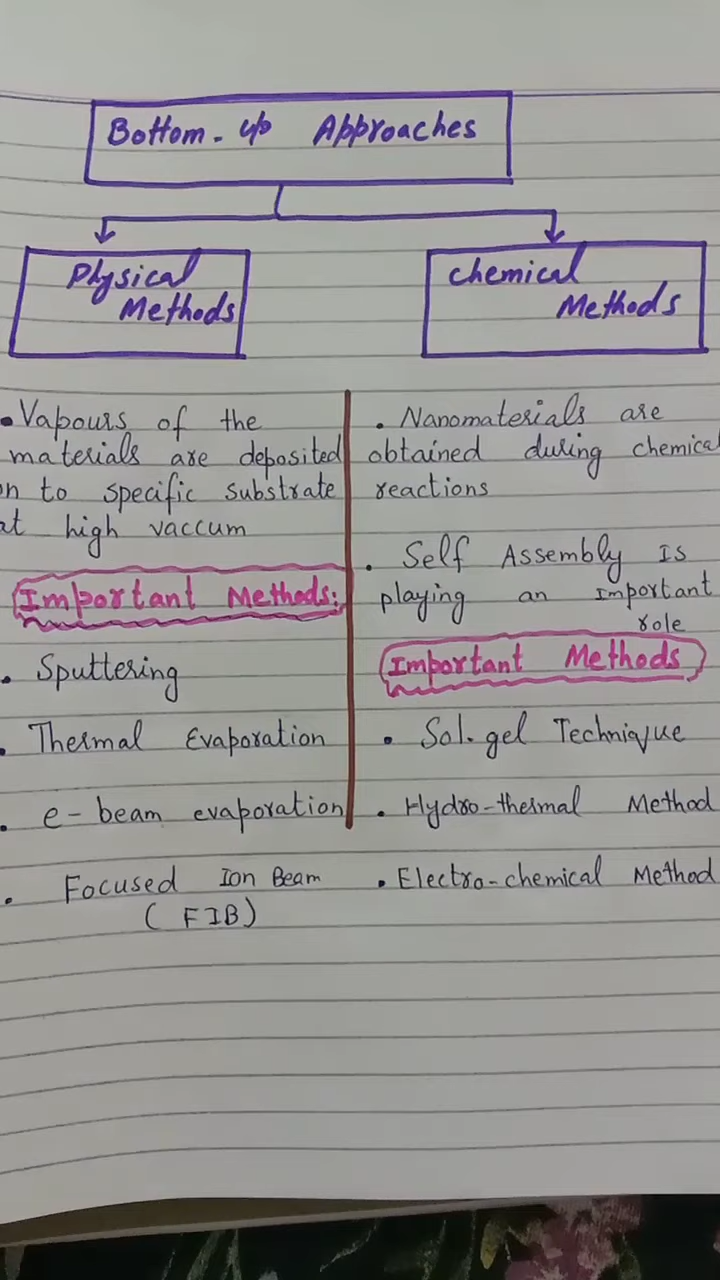 Bottom-up Approaches
Physical
Methods
Chemical
Methods
• Vapours of the
materials are deposited
on to specific substrate
at high vaccum
Important Methods:
• Sputtering
• Thermal Evaporation
• e-beam evaporation
• Focused Ion Beam
(FIB)
• Nanomaterials are
obtained during chemical
reactions
• Self Assembly is
playing an important
role
Important Methods
• Sol-gel Technique
• Hydro-thermal Method
• Electro-chemical Method